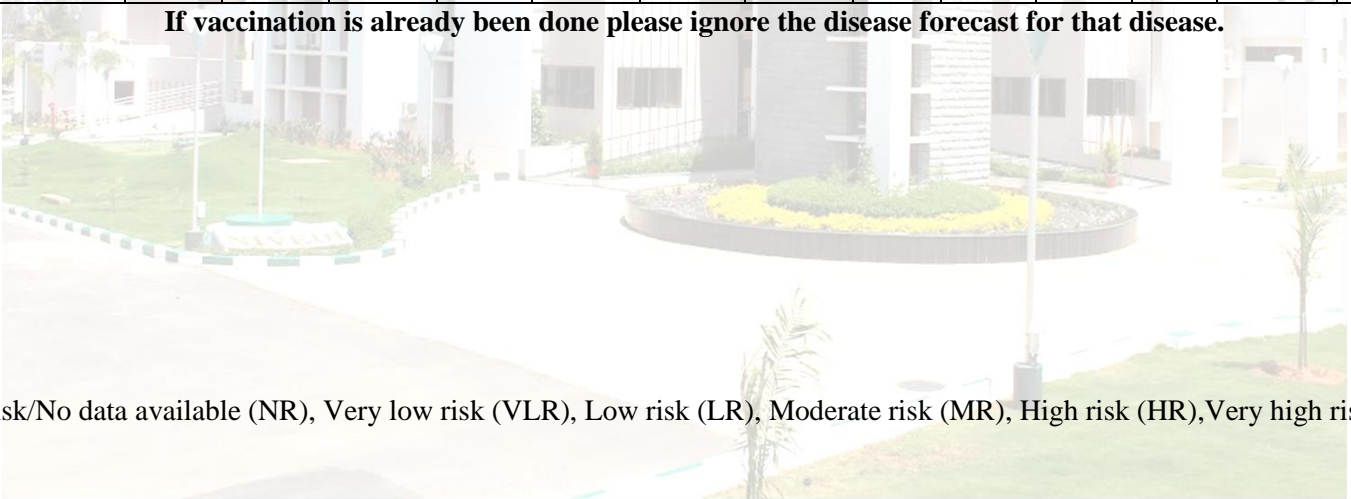 If vaccination is already been done please ignore the disease forecast for that disease.
NIVEDI
sk/No data available (NR), Very low risk (VLR), Low risk (LR), Moderate risk (MR), High risk (HR),Very high ris